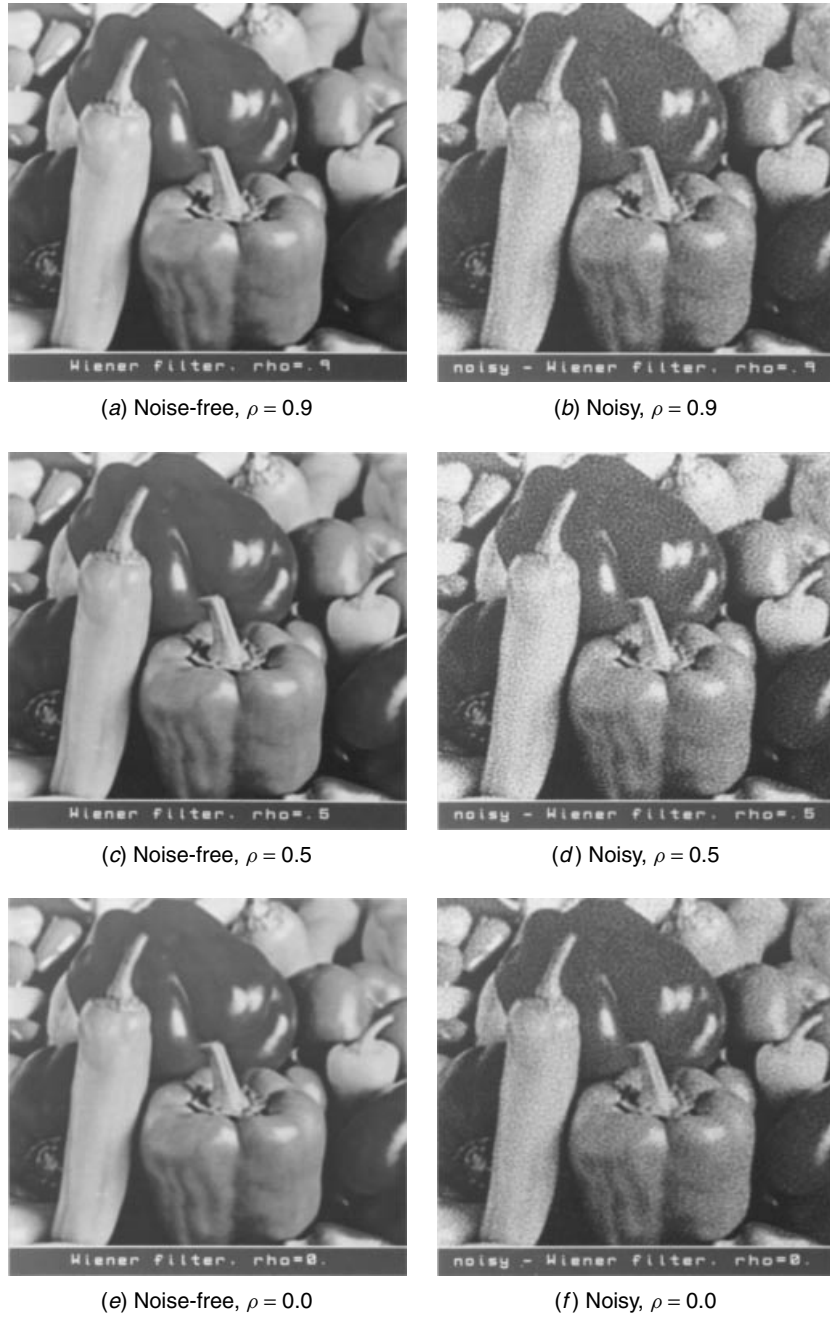 Wiener filter. rho=.9
noisy - Wiener filter. rho=.9
(a) Noise-free, ρ = 0.9
(b) Noisy, ρ = 0.9
Wiener filter. rho=.5
noisy - Wiener filter. rho=.5
(c) Noise-free, ρ = 0.5
(d) Noisy, ρ = 0.5
Wiener filter. rho=0.
noisy - Wiener filter. rho=0.
(e) Noise-free, ρ = 0.0
(f) Noisy, ρ = 0.0